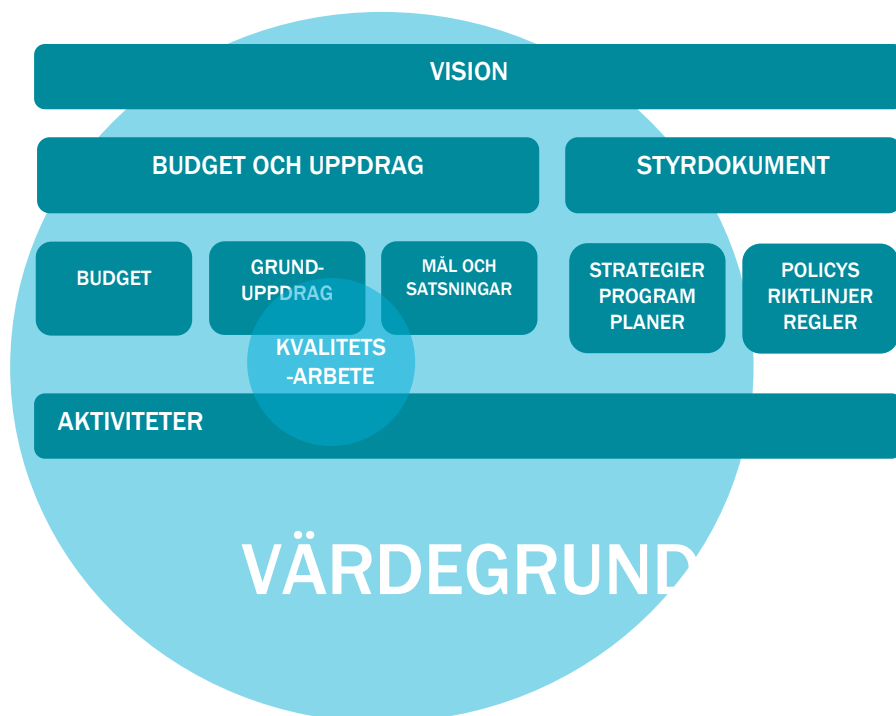 VISION
BUDGET OCH UPPDRAG
STYRDOKUMENT
BUDGET
GRUND-
UPPDRAG
MÅL OCH
SATSNINGAR
STRATEGIER
PROGRAM
PLANER
POLICYS
RIKTLINJER
REGLER
KVALITETS
-ARBETE
AKTIVITETER
VÄRDEGRUND